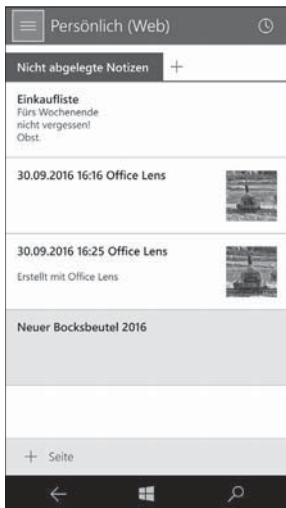 Persönlich (Web)
Nicht abgelegte Notizen +
Einkaufliste
Fürs Wochenende
nicht vergessen!
Obst.
30.09.2016 16:16 Office Lens
30.09.2016 16:25 Office Lens
Erstellt mit Office Lens
Neuer Bocksbeutel 2016
+ Seite